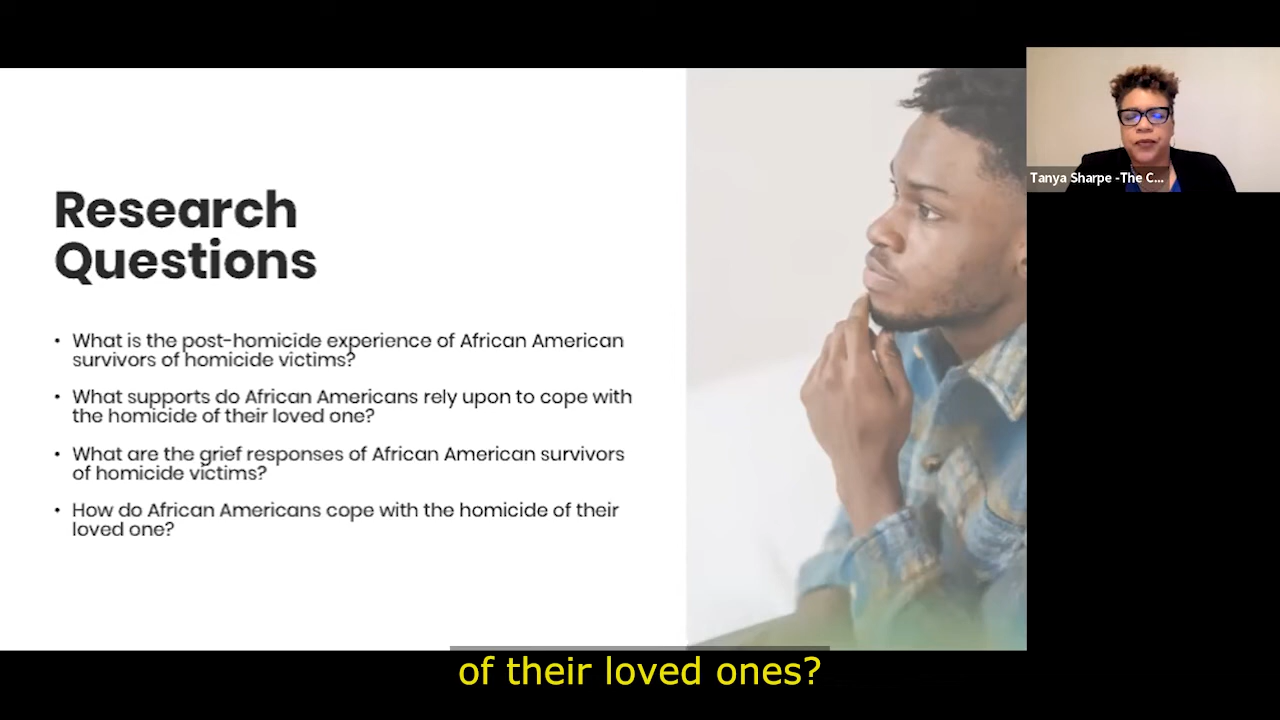 Research
Questions
• What is the post-homicide experience of African American
survivors of homicide victims?
• What supports do African Americans rely upon to cope with
the homicide of their loved one?
• What are the grief responses of African American survivors
of homicide victims?
• How do African Americans cope with the homicide of their
loved one?
Tanya Sharpe -The C...
of their loved ones?